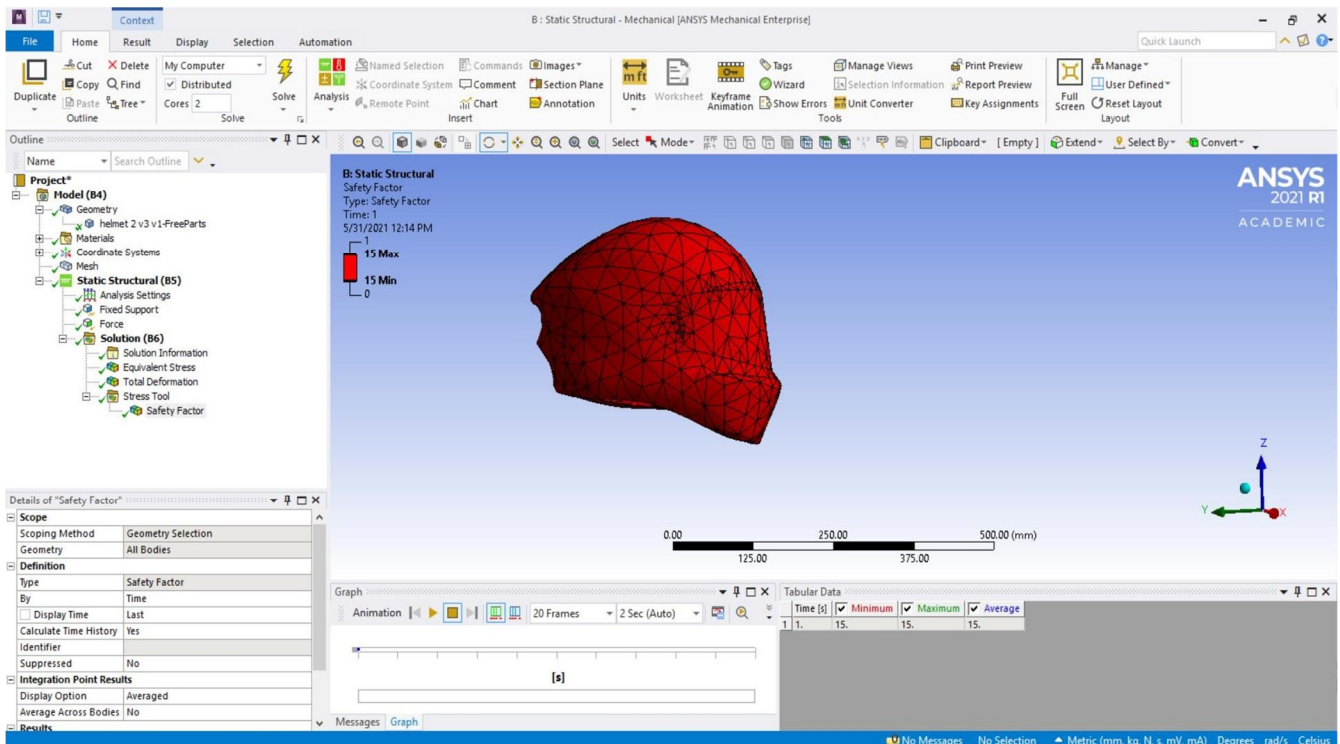 Context
B : Static Structural - Mechanical [ANSYS Mechanical Enterprise]
File Home Result Display Selection Automation
Quick Launch
Duplicate
Cut
Copy
Paste
Delete
Find
Tree
Outline
My Computer
Distributed
Cores 2
Solve
Solve
Analysis
Named Selection
Coordinate System
Remote Point
Commands
Comment
Chart
Images
Section Plane
Annotation
Insert
mft
Units
Worksheet
Keyframe
Animation
Tags
Wizard
Show Errors
Manage Views
Selection Information
Unit Converter
Print Preview
Report Preview
Key Assignments
Tools
Full
Screen
Manage
User Defined
Reset Layout
Layout
Outline
Name Search Outline
Select Mode Clipboard [Empty] Extend Select By Convert
Project*
Model (B4)
Geometry
helmet 2 v3 v1-FreeParts
Materials
Coordinate Systems
Mesh
Static Structural (B5)
Analysis Settings
Fixed Support
Force
Solution (B6)
Solution Information
Equivalent Stress
Total Deformation
Stress Tool
Safety Factor
B: Static Structural
Safety Factor
Type: Safety Factor
Time: 1
5/31/2021 12:14 PM
1
15 Max
15 Min
0
ANSYS
2021 R1
ACADEMIC
Z
Y
X
0.00 250.00 500.00 (mm)
125.00 375.00
Details of "Safety Factor"
Scope
Scoping Method Geometry Selection
Geometry All Bodies
Definition
Type Safety Factor
By Time
Display Time Last
Calculate Time History Yes
Identifier
Suppressed No
Integration Point Results
Display Option Averaged
Average Across Bodies No
Results
Graph
Animation 20 Frames 2 Sec (Auto)
[s]
Messages Graph
Tabular Data
Time [s] Minimum Maximum Average
1 1. 15. 15. 15.
No Messages No Selection Metric (mm, kg, N, s, mV, mA) Degrees rad/s Celsius